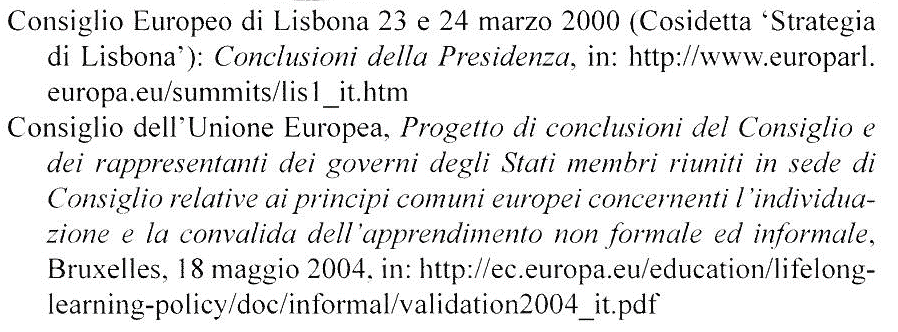 Consiglio Europeo di Lisbona 23 e 24 marzo 2000 (Cosidetta ‘Strategia
di Lisbona’): Conclusioni della Presidenza, in: http://www.europarl.
europa.eu/summits/lis1_it.htm
Consiglio dell’Unione Europea, Progetto di conclusioni del Consiglio e
dei rappresentanti dei governi degli Stati membri riuniti in sede di
Consiglio relative ai principi comuni europei concernenti l’individua-
zione e la convalida dell’apprendimento non formale ed informale,
Bruxelles, 18 maggio 2004, in: http://ec.europa.eu/education/lifelong-
learning-policy/doc/informal/validation2004_it.pdf